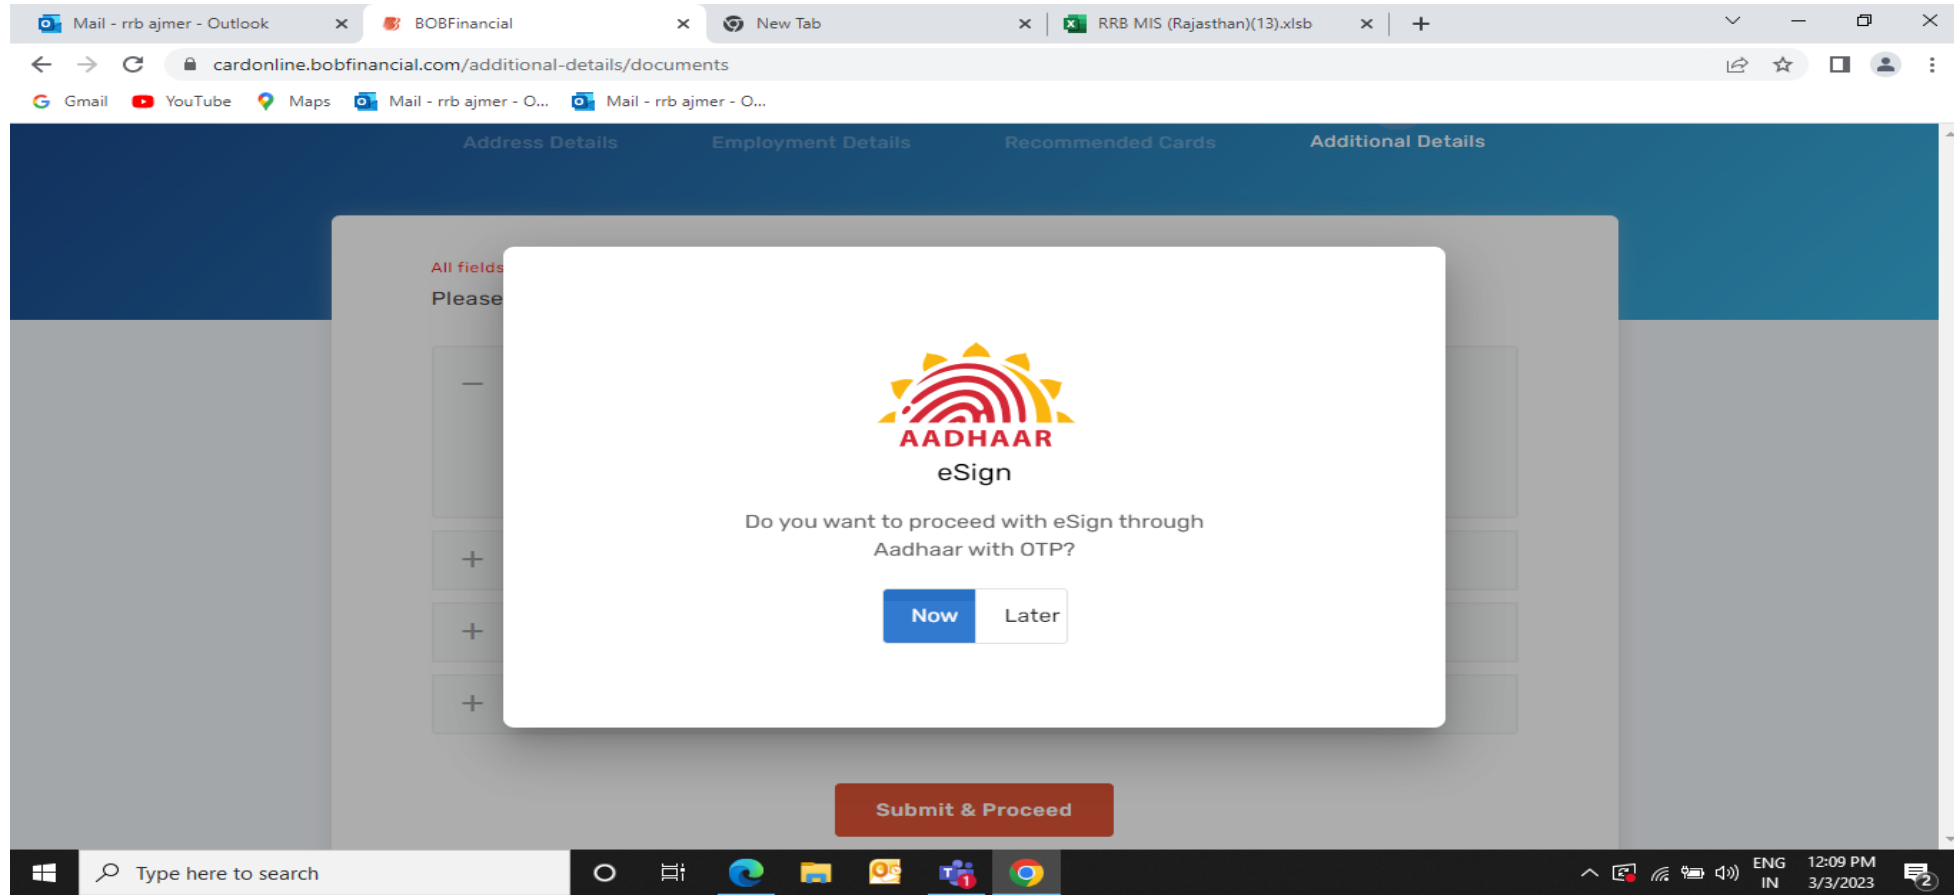 Mail - rrb ajmer - Outlook
BOBFinancial
New Tab
RRB MIS (Rajasthan)(13).xlsb
cardonline.bobfinancial.com/additional-details/documents
Gmail
YouTube
Maps
Mail - rrb ajmer - O...
Mail - rrb ajmer - O...
Address Details
Employment Details
Recommended Cards
Additional Details
All fields
Please
AADHAAR
eSign
Do you want to proceed with eSign through
Aadhaar with OTP?
Now
Later
Submit & Proceed
Type here to search
1
ENG
IN
12:09 PM
3/3/2023
2